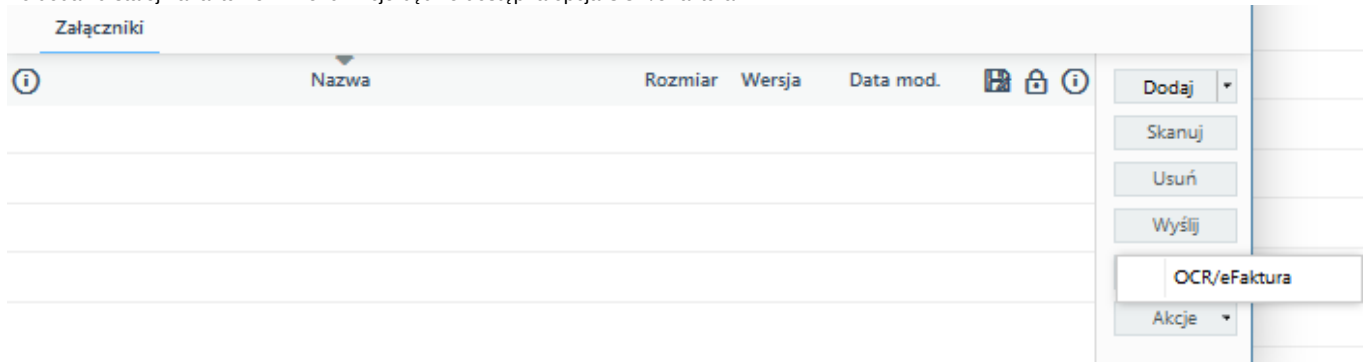 Załączniki
Nazwa Rozmiar Wersja Data mod.
Dodaj
Skanuj
Usuń
Wyślij
OCR/eFaktura
Akcje